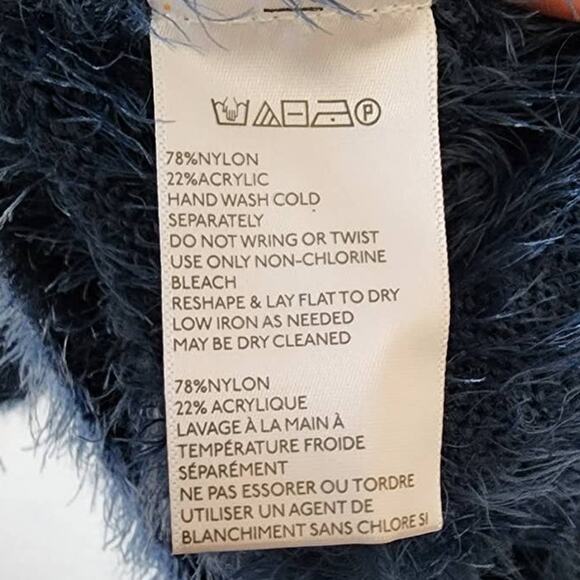 P
78%NYLON
22%ACRYLIC
HAND WASH COLD
SEPARATELY
DO NOT WRING OR TWIST
USE ONLY NON-CHLORINE
BLEACH
RESHAPE & LAY FLAT TO DRY
LOW IRON AS NEEDED
MAY BE DRY CLEANED
78%NYLON
22% ACRYLIQUE
LAVAGE À LA MAIN À
TEMPÉRATURE FROIDE
SÉPARÉMENT
NE PAS ESSORER OU TORDRE
UTILISER UN AGENT DE
BLANCHIMENT SANS CHLORE SI